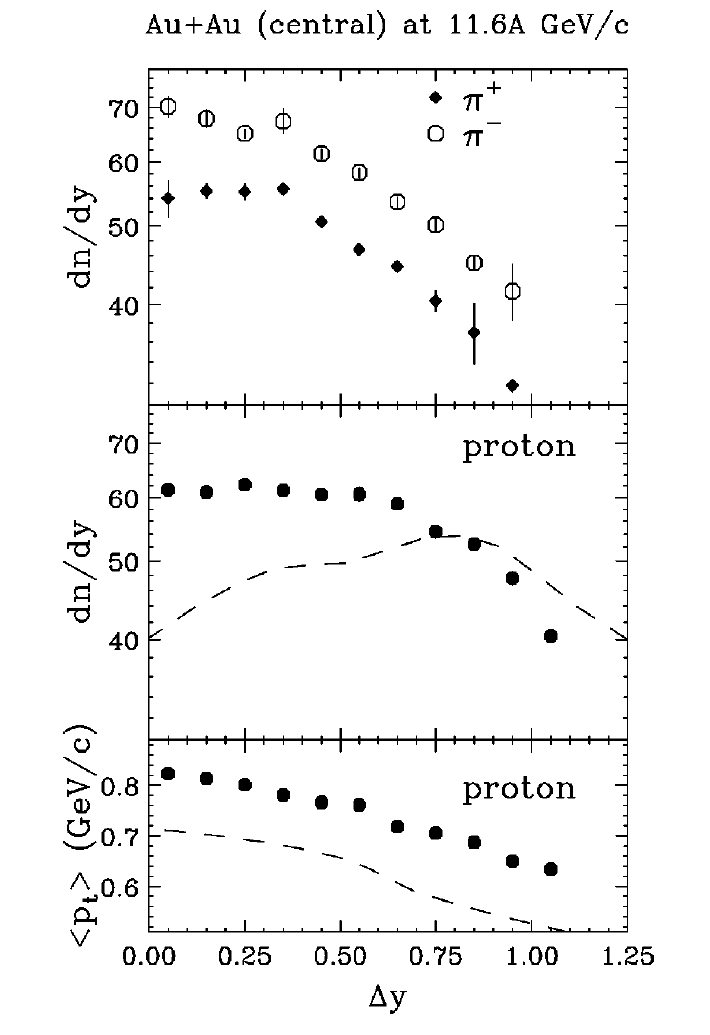 Au+Au (central) at 11.6A GeV/c
π+
π−
70
60
50
40
dn/dy
proton
70
60
50
40
dn/dy
proton
0.8
0.7
0.6
<pt> (GeV/c)
0.00 0.25 0.50 0.75 1.00 1.25
Δy